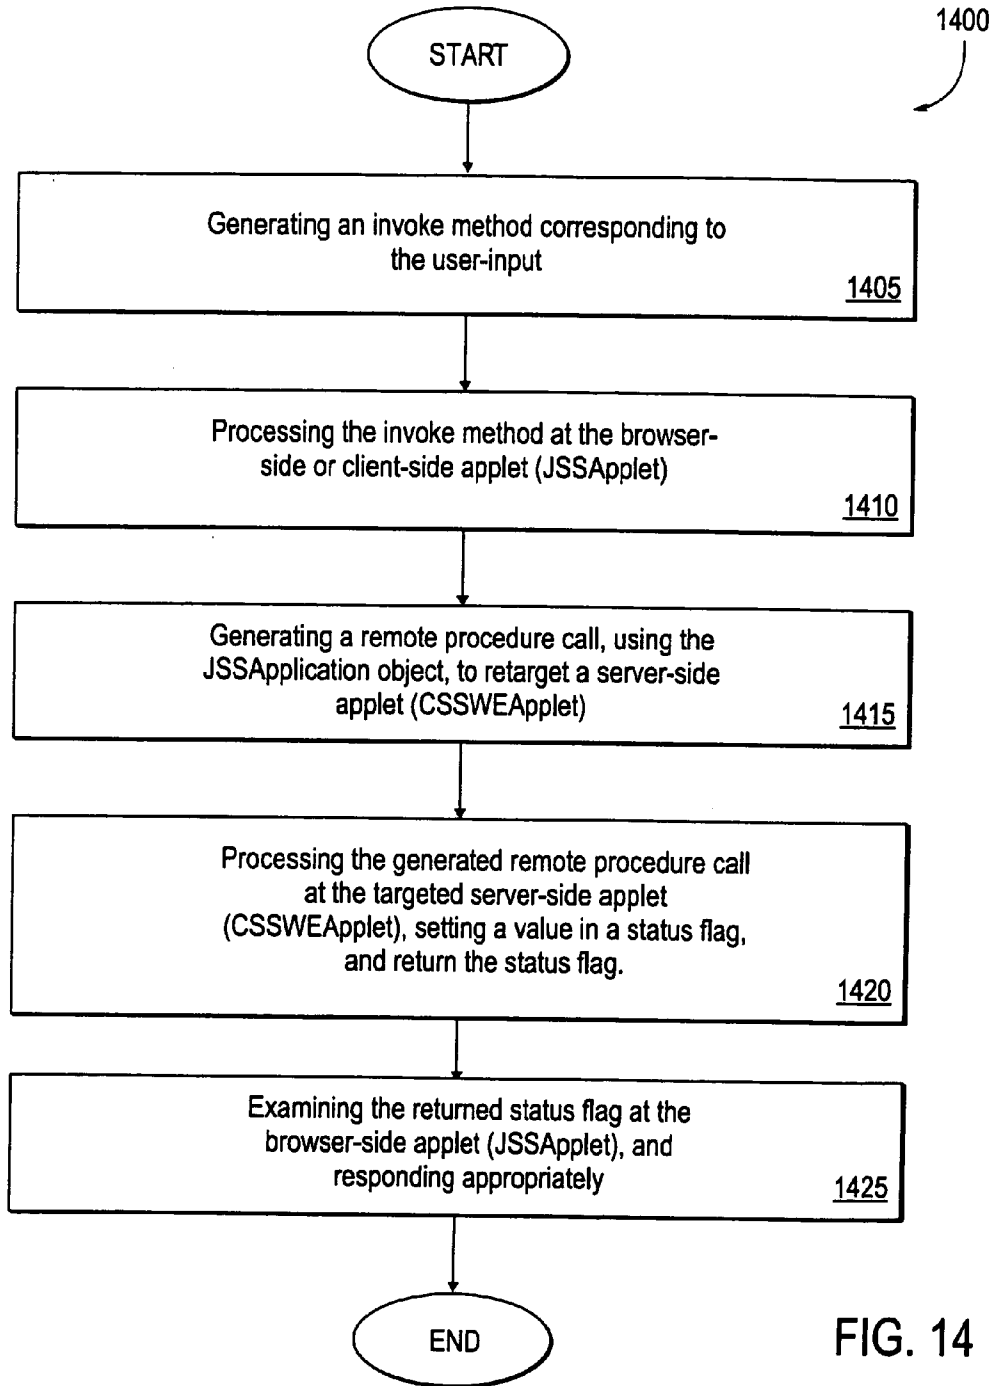 1400
START
Generating an invoke method corresponding to
the user-input
1405
Processing the invoke method at the browser-
side or client-side applet (JSSApplet)
1410
Generating a remote procedure call, using the
JSSApplication object, to retarget a server-side
applet (CSSWEApplet)
1415
Processing the generated remote procedure call
at the targeted server-side applet
(CSSWEApplet), setting a value in a status flag,
and return the status flag.
1420
Examining the returned status flag at the
browser-side applet (JSSApplet), and
responding appropriately
1425
END
FIG. 14